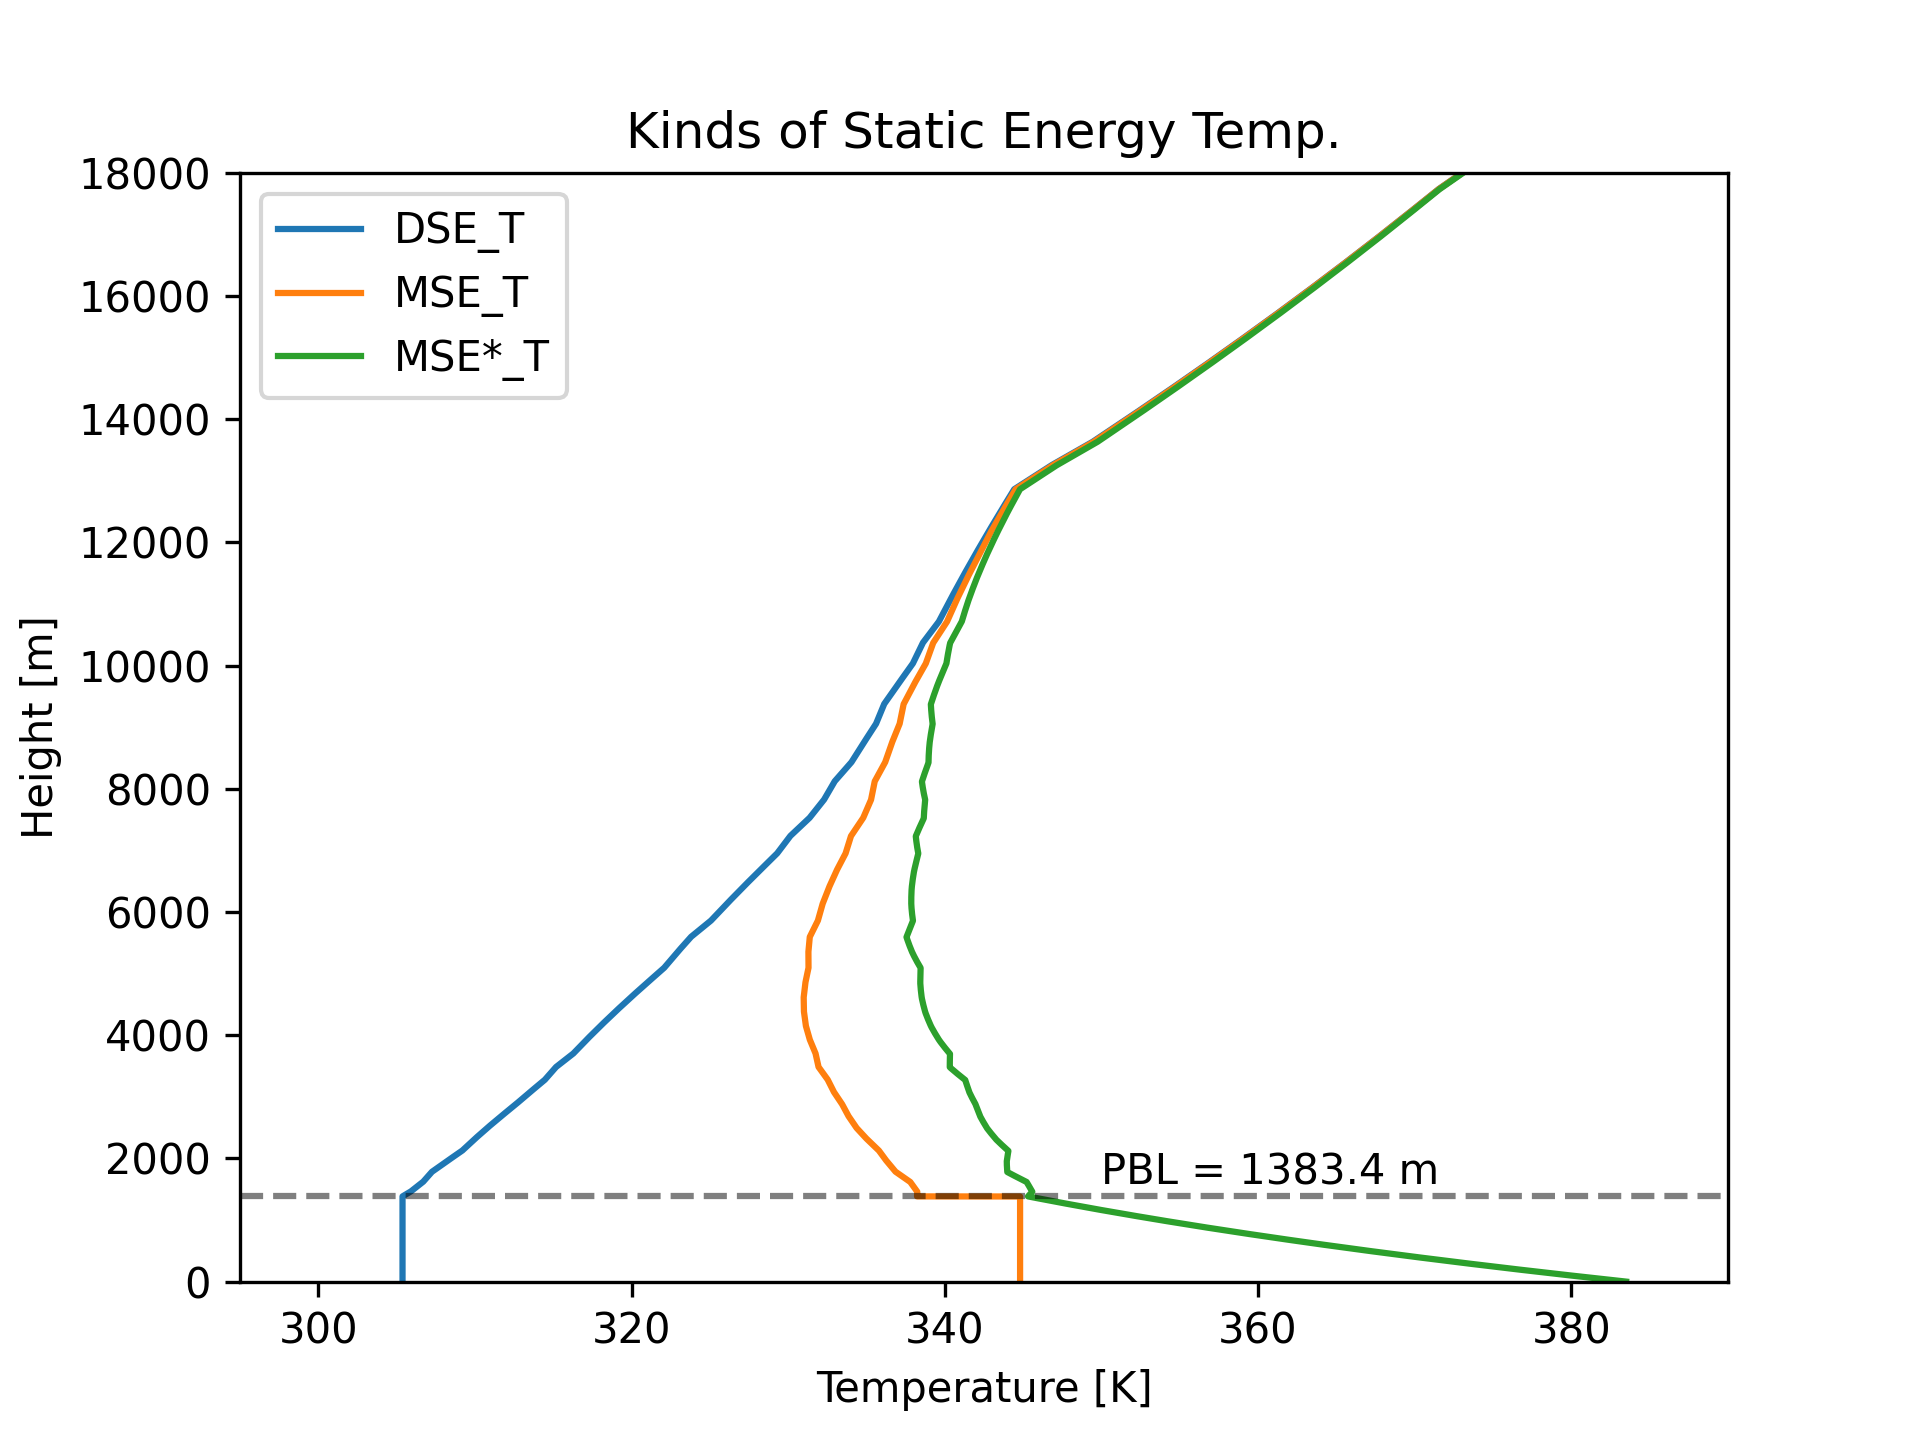 Kinds of Static Energy Temp.
18000
16000
14000
12000
10000
8000
6000
4000
2000
0
Height [m]
DSE_T
MSE_T
MSE*_T
PBL = 1383.4 m
300 320 340 360 380
Temperature [K]